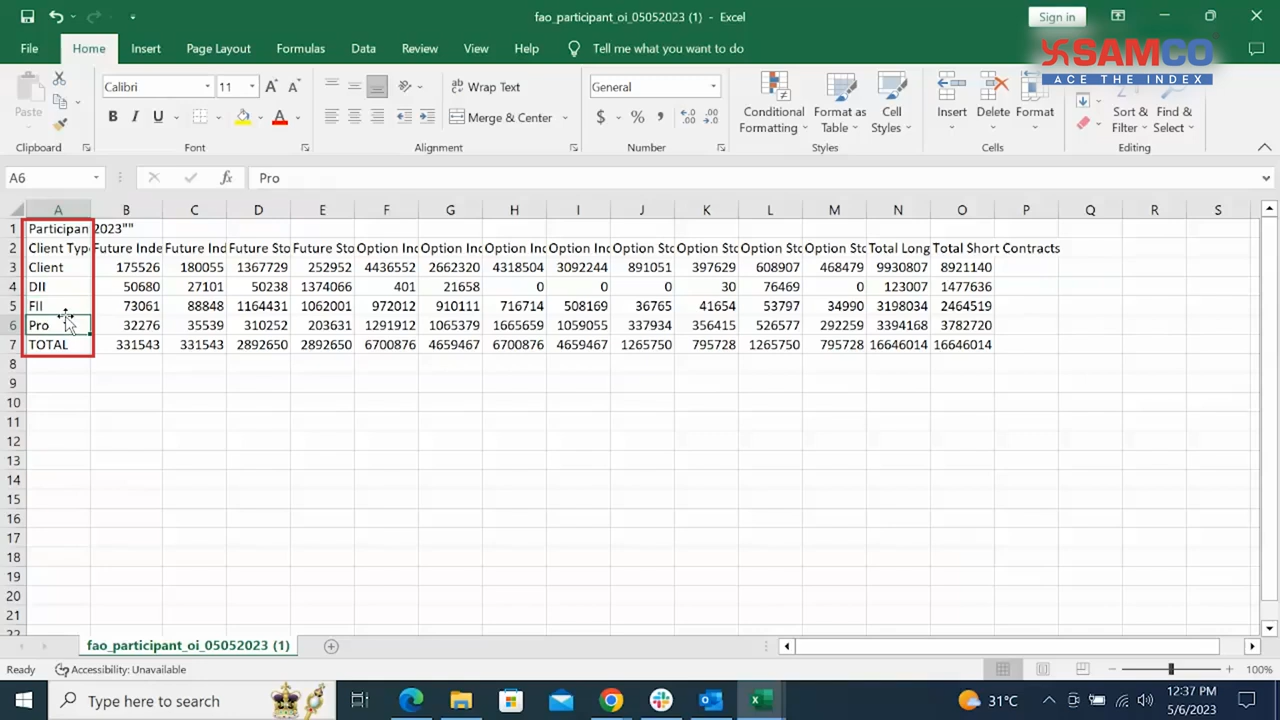 fao_participant_oi_05052023 (1) - Excel
Sign in
File Home Insert Page Layout Formulas Data Review View Help Tell me what you want to do
SAMCO
ACE THE INDEX
Paste
Clipboard
Calibri 11
B I U
Font
Wrap Text
Merge & Center
Alignment
General
$ % ,
Number
Conditional Formatting
Format as Table
Cell Styles
Styles
Insert Delete Format
Cells
Sort & Filter
Find & Select
Editing
A6 fx Pro
A B C D E F G H I J K L M N O P Q R S
1 Participan 2023""
2 Client Typ Future Inde Future Ind Future Sto Future Sto Option Inc Option Inc Option Inc Option Inc Option Sto Option Sto Option Sto Option Sto Total Long Total Short Contracts
3 Client 175526 180055 1367729 252952 4436552 2662320 4318504 3092244 891051 397629 608907 468479 9930807 8921140
4 DII 50680 27101 50238 1374066 401 21658 0 0 0 30 76469 0 123007 1477636
5 FII 73061 88848 1164431 1062001 972012 910111 716714 508169 36765 41654 53797 34990 3198034 2464519
6 Pro 32276 35539 310252 203631 1291912 1065379 1665659 1059055 337934 356415 526577 292259 3394168 3782720
7 TOTAL 331543 331543 2892650 2892650 6700876 4659467 6700876 4659467 1265750 795728 1265750 795728 16646014 16646014
8
9
10
11
12
13
14
15
16
17
18
19
20
21
22
fao_participant_oi_05052023 (1)
Ready Accessibility: Unavailable 100%
Type here to search
31°C
12:37 PM
5/6/2023